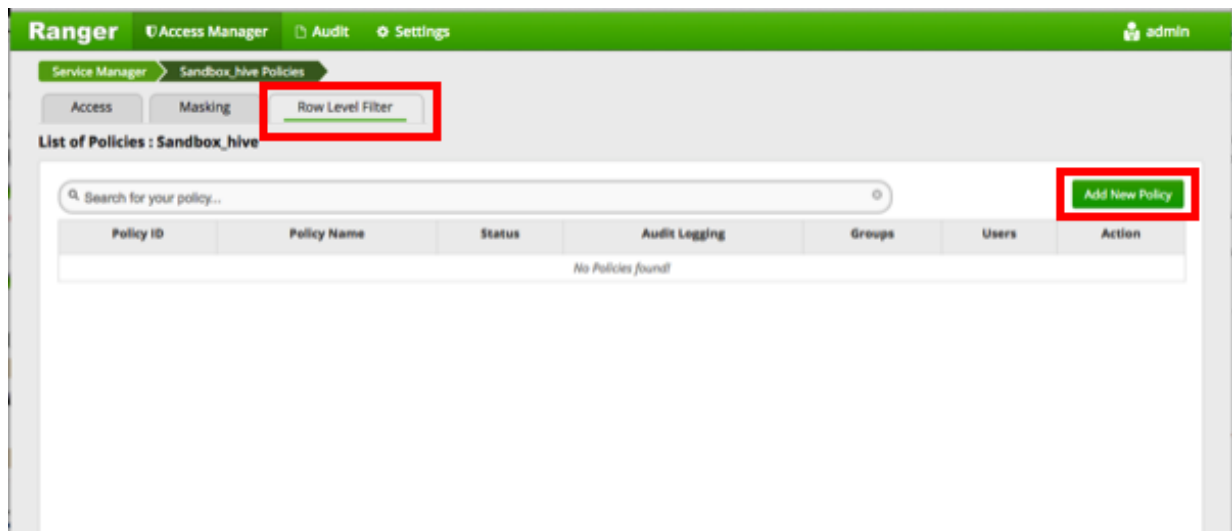 Ranger Access Manager Audit Settings admin
Service Manager Sandbox_hive Policies
Access Masking Row Level Filter
List of Policies : Sandbox_hive
Search for your policy... Add New Policy
Policy ID Policy Name Status Audit Logging Groups Users Action
No Policies found!